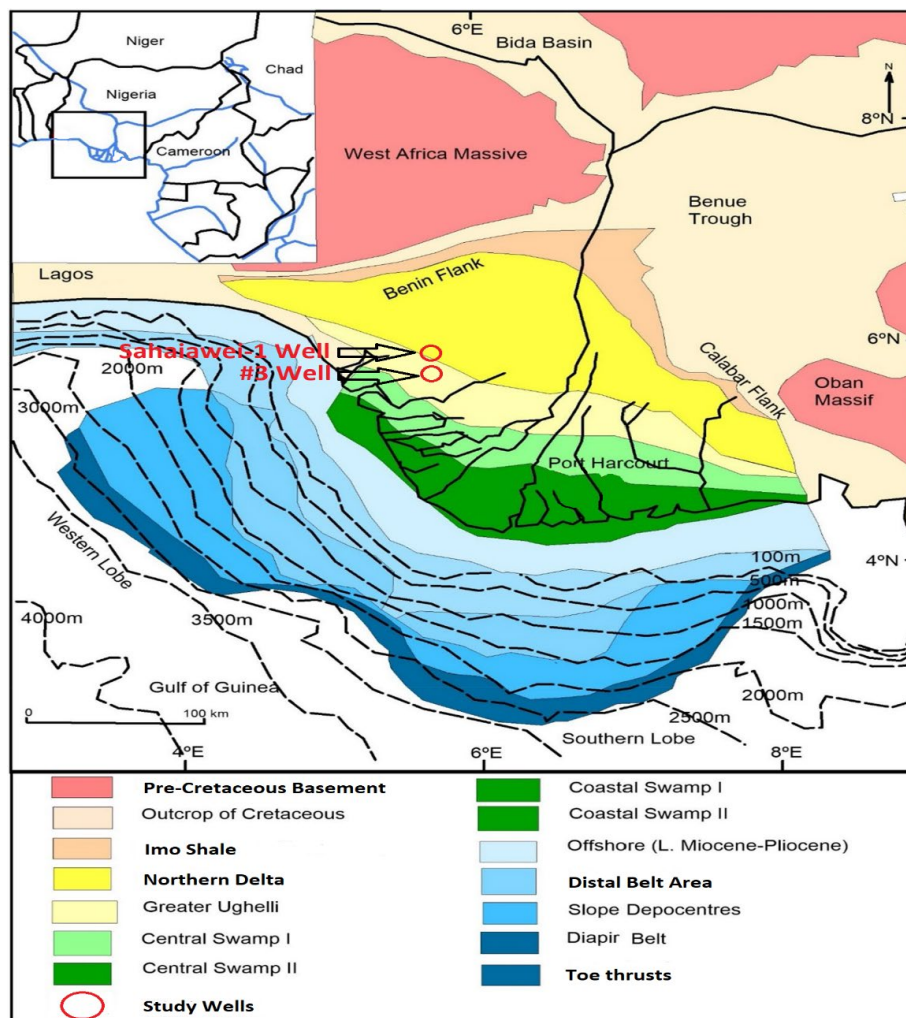 Niger
Chad
Nigeria
Cameroon
6ºE
Bida Basin
N
8ºN
West Africa Massive
Benue
Trough
Lagos
Benin Flank
6ºN
Sahaiawei-1 Well
#3 Well
Calabar Flank
Oban
Massif
2000m
3000m
Port Harcourt
Western Lobe
100m
4ºN
500m
1000m
1500m
4000m
3500m
Gulf of Guinea
2000m
0
100 km
2500m
Southern Lobe
4ºE
6ºE
8ºE
Pre-Cretaceous Basement
Outcrop of Cretaceous
Imo Shale
Northern Delta
Greater Ughelli
Central Swamp I
Central Swamp II
Study Wells
Coastal Swamp I
Coastal Swamp II
Offshore (L. Miocene-Pliocene)
Distal Belt Area
Slope Depocentres
Diapir Belt
Toe thrusts